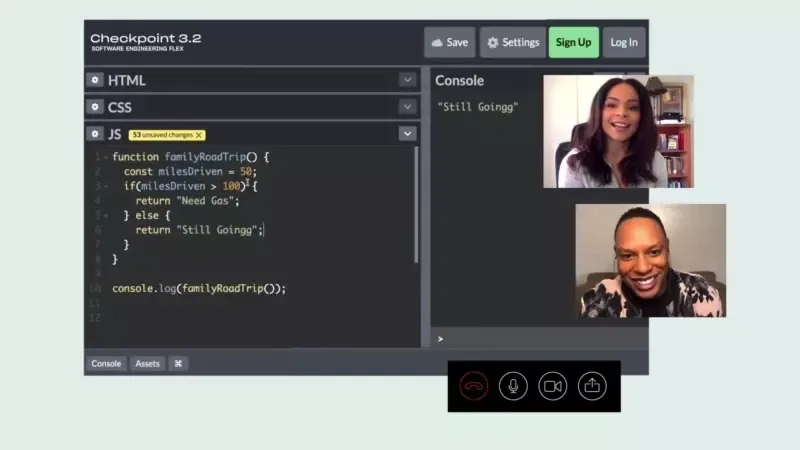 Checkpoint 3.2
SOFTWARE ENGINEERING FLEX
Save
Settings
Sign Up
Log In
HTML
CSS
JS 53 unsaved changes X
1 function familyRoadTrip() {
2 const milesDriven = 50;
3 if(milesDriven > 100) {
4 return "Need Gas";
5 } else {
6 return "Still Goingg";
7 }
8 }
9
10 console.log(familyRoadTrip());
11
12
Console
"Still Goingg"
>
Console
Assets
⌘